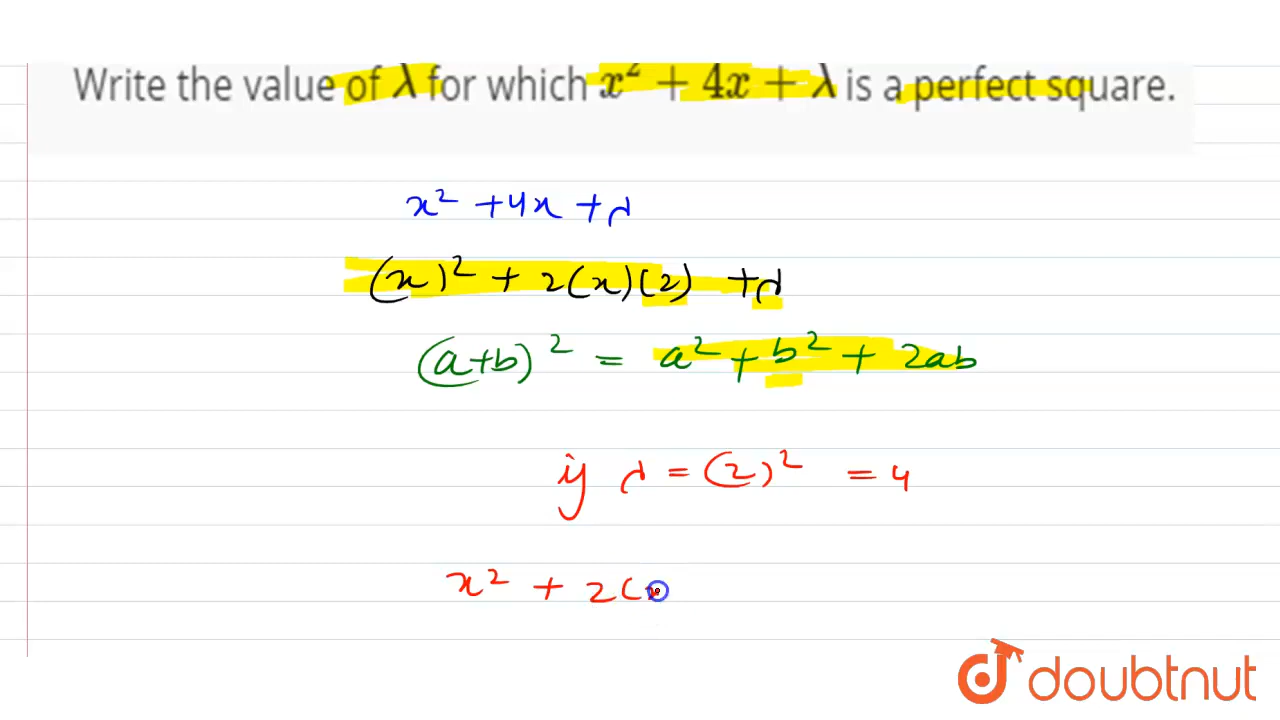 Write the value of λ for which x² + 4x + λ is a perfect square.
x² + 4x + λ
(x)² + 2(x)(2) + λ
(a+b)² = a² + b² + 2ab
if λ = (2)² = 4
x² + 2(x
doubtnut